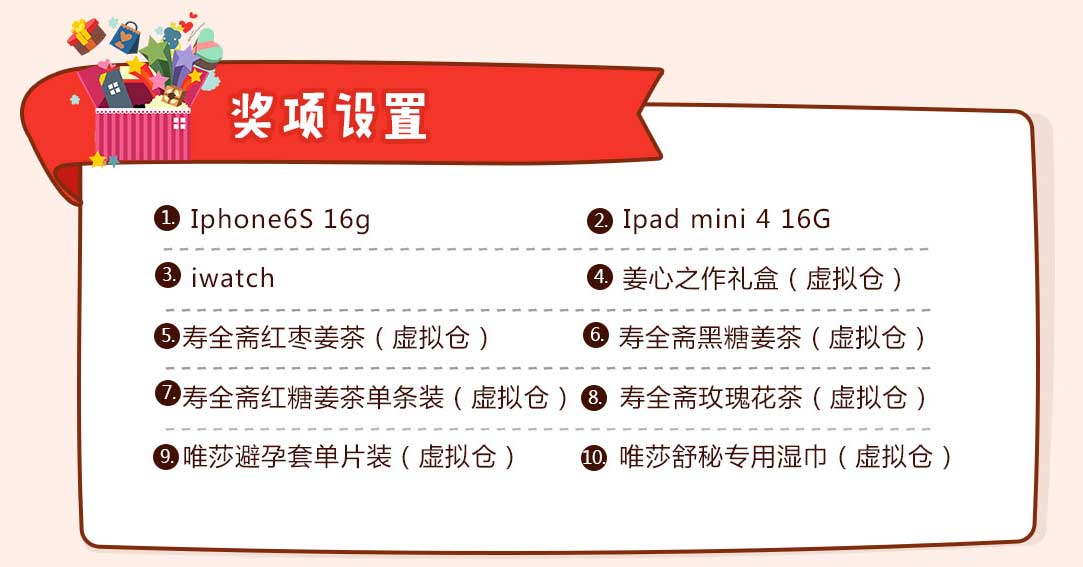 奖项设置
1. Iphone6S 16g
2. Ipad mini 4 16G
3. iwatch
4. 姜心之作礼盒（虚拟仓）
5. 寿全斋红枣姜茶（虚拟仓）
6. 寿全斋黑糖姜茶（虚拟仓）
7. 寿全斋红糖姜茶单条装（虚拟仓）
8. 寿全斋玫瑰花茶（虚拟仓）
9. 唯莎避孕套单片装（虚拟仓）
10. 唯莎舒秘专用湿巾（虚拟仓）